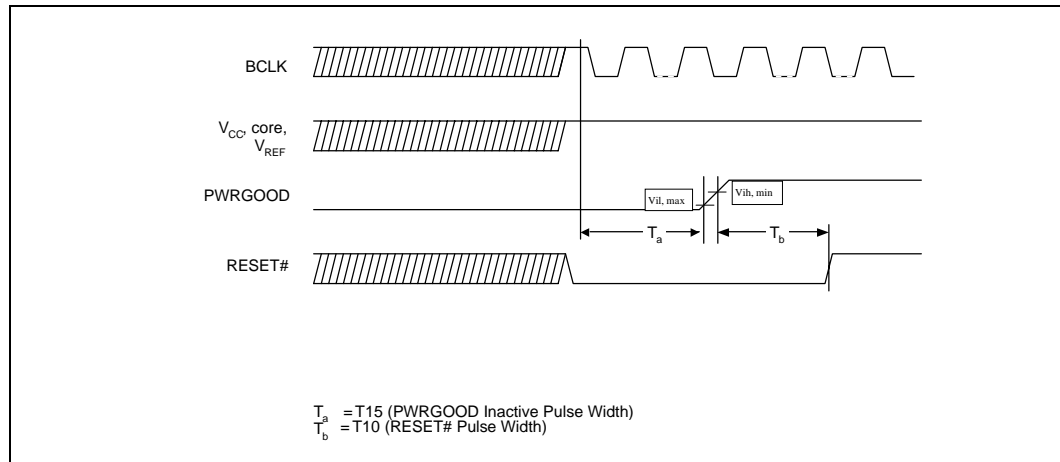 BCLK
VCC, core,
VREF
PWRGOOD
Vil, max
Vih, min
Ta
Tb
RESET#
Ta = T15 (PWRGOOD Inactive Pulse Width)
Tb = T10 (RESET# Pulse Width)